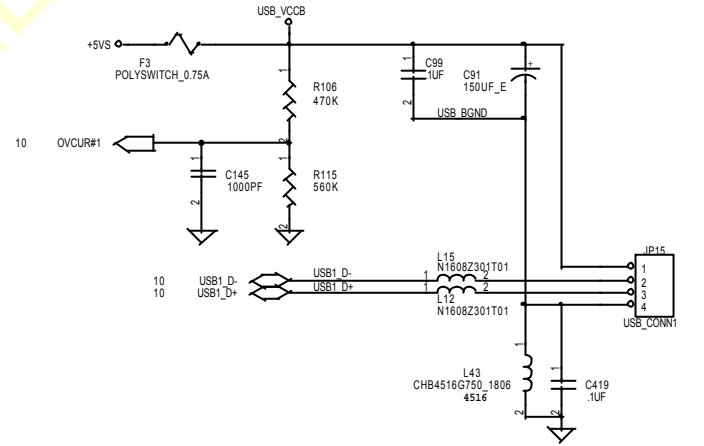 USB_VCCB
+5VS
F3
POLYSWITCH_0.75A
1
R106
470K
2
1
C99
.1UF
2
C91
150UF_E
+
USB_BGND
10 OVCUR#1
1
C145
1000PF
2
1
R115
560K
2
10 USB1_D-
10 USB1_D+
USB1_D-
USB1_D+
L15
N1608Z301T01
1 2
1 2
L12
N1608Z301T01
JP15
1
2
3
4
USB_CONN1
1
L43
CHB4516G750_1806
4516
2
1
C419
.1UF
2